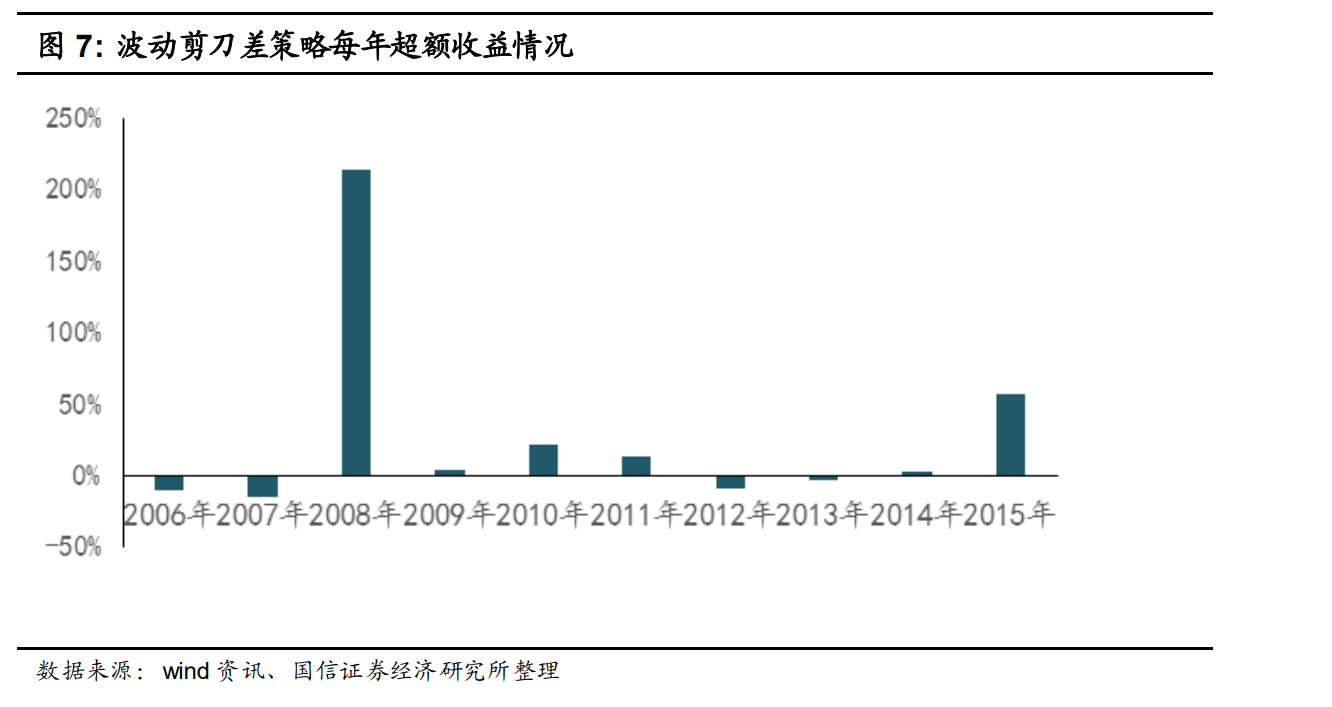 图 7: 波动剪刀差策略每年超额收益情况
250%
200%
150%
100%
50%
0%
2006年2007年2008年2009年2010年2011年2012年2013年2014年2015年
-50%
数据来源： wind 资讯、国信证券经济研究所整理